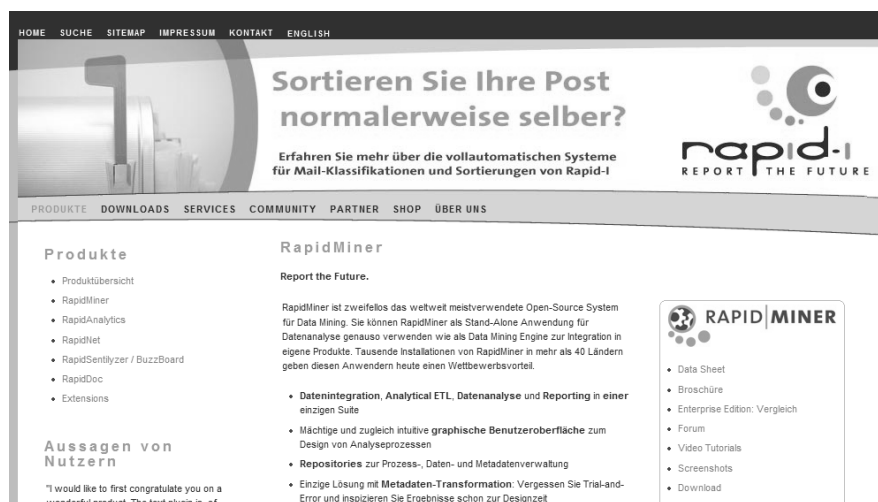 HOME SUCHE SITEMAP IMPRESSUM KONTAKT ENGLISH
Sortieren Sie Ihre Post
normalerweise selber?
Erfahren Sie mehr über die vollautomatischen Systeme
für Mail-Klassifikationen und Sortierungen von Rapid-I
rapid-i
REPORT THE FUTURE
PRODUKTE DOWNLOADS SERVICES COMMUNITY PARTNER SHOP ÜBER UNS
Produkte
• Produktübersicht
• RapidMiner
• RapidAnalytics
• RapidNet
• RapidSentilyzer / BuzzBoard
• RapidDoc
• Extensions
Aussagen von
Nutzern
"I would like to first congratulate you on a
wonderful product. The text plugin is of
RapidMiner
Report the Future.
RapidMiner ist zweifellos das weltweit meistverwendete Open-Source System
für Data Mining. Sie können RapidMiner als Stand-Alone Anwendung für
Datenanalyse genauso verwenden wie als Data Mining Engine zur Integration in
eigene Produkte. Tausende Installationen von RapidMiner in mehr als 40 Ländern
geben diesen Anwendern heute einen Wettbewerbsvorteil.
• Datenintegration, Analytical ETL, Datenanalyse und Reporting in einer
einzigen Suite
• Mächtige und zugleich intuitive graphische Benutzeroberfläche zum
Design von Analyseprozessen
• Repositories zur Prozess-, Daten- und Metadatenverwaltung
• Einzige Lösung mit Metadaten-Transformation: Vergessen Sie Trial-and-
Error und inspizieren Sie Ergebnisse schon zur Designzeit
RAPID MINER
• Data Sheet
• Broschüre
• Enterprise Edition: Vergleich
• Forum
• Video Tutorials
• Screenshots
• Download